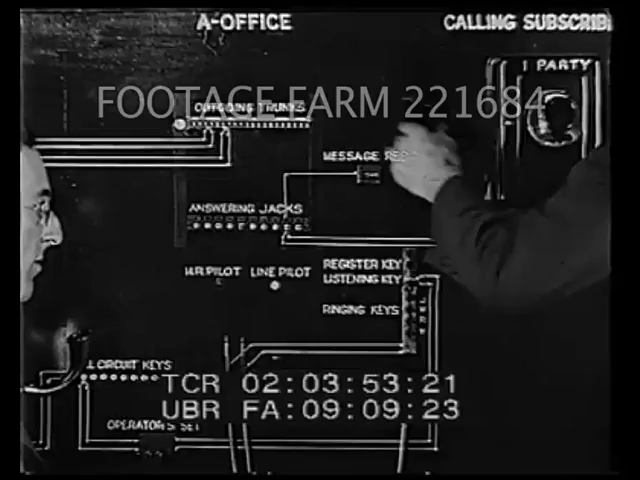 A-OFFICE
CALLING SUBSCRIB
1 PARTY
FOOTAGE FARM 221684
OUTGOING TRUNKS
MESSAGE
ANSWERING JACKS
REGISTER KEY
LISTENING KEY
M.R. PILOT LINE PILOT
RINGING KEYS
CIRCUIT KEYS
TCR 02:03:53:21
UBR FA:09:09:23
OPERATOR'S SET